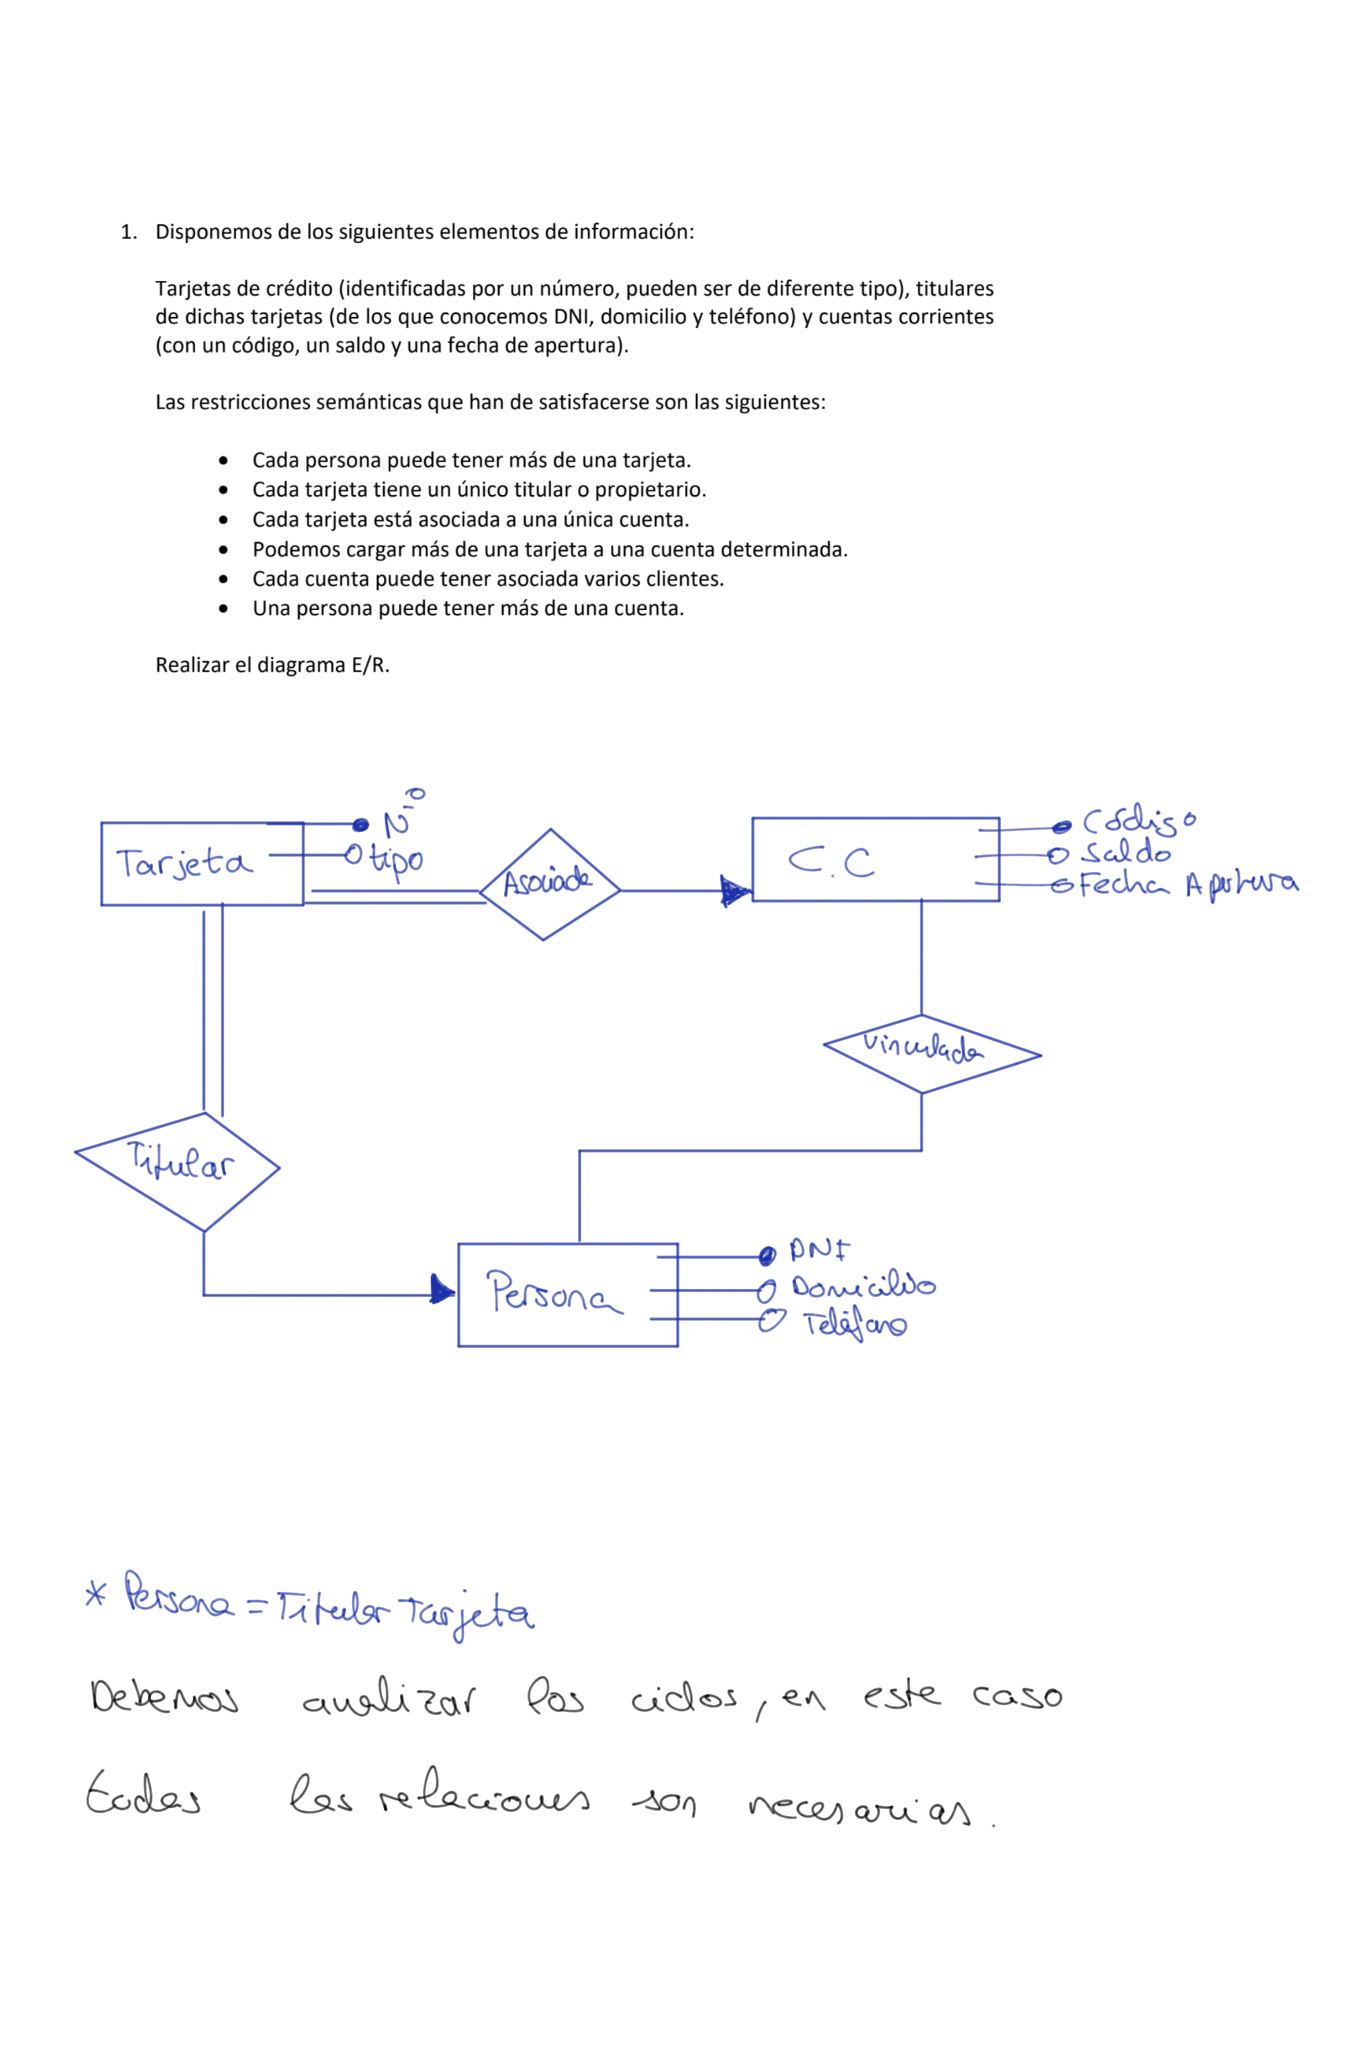 1. Disponemos de los siguientes elementos de información:
Tarjetas de crédito (identificadas por un número, pueden ser de diferente tipo), titulares
de dichas tarjetas (de los que conocemos DNI, domicilio y teléfono) y cuentas corrientes
(con un código, un saldo y una fecha de apertura).
Las restricciones semánticas que han de satisfacerse son las siguientes:
• Cada persona puede tener más de una tarjeta.
• Cada tarjeta tiene un único titular o propietario.
• Cada tarjeta está asociada a una única cuenta.
• Podemos cargar más de una tarjeta a una cuenta determinada.
• Cada cuenta puede tener asociada varios clientes.
• Una persona puede tener más de una cuenta.
Realizar el diagrama E/R.
Nº
Tarjeta
tipo
Asociada
C.C
Código
Saldo
Fecha Apertura
Vinculada
Titular
Persona
DNI
Domicilio
Teléfono
* Persona = Titular Tarjeta
Debemos analizar los ciclos, en este caso
todas las relaciones son necesarias.